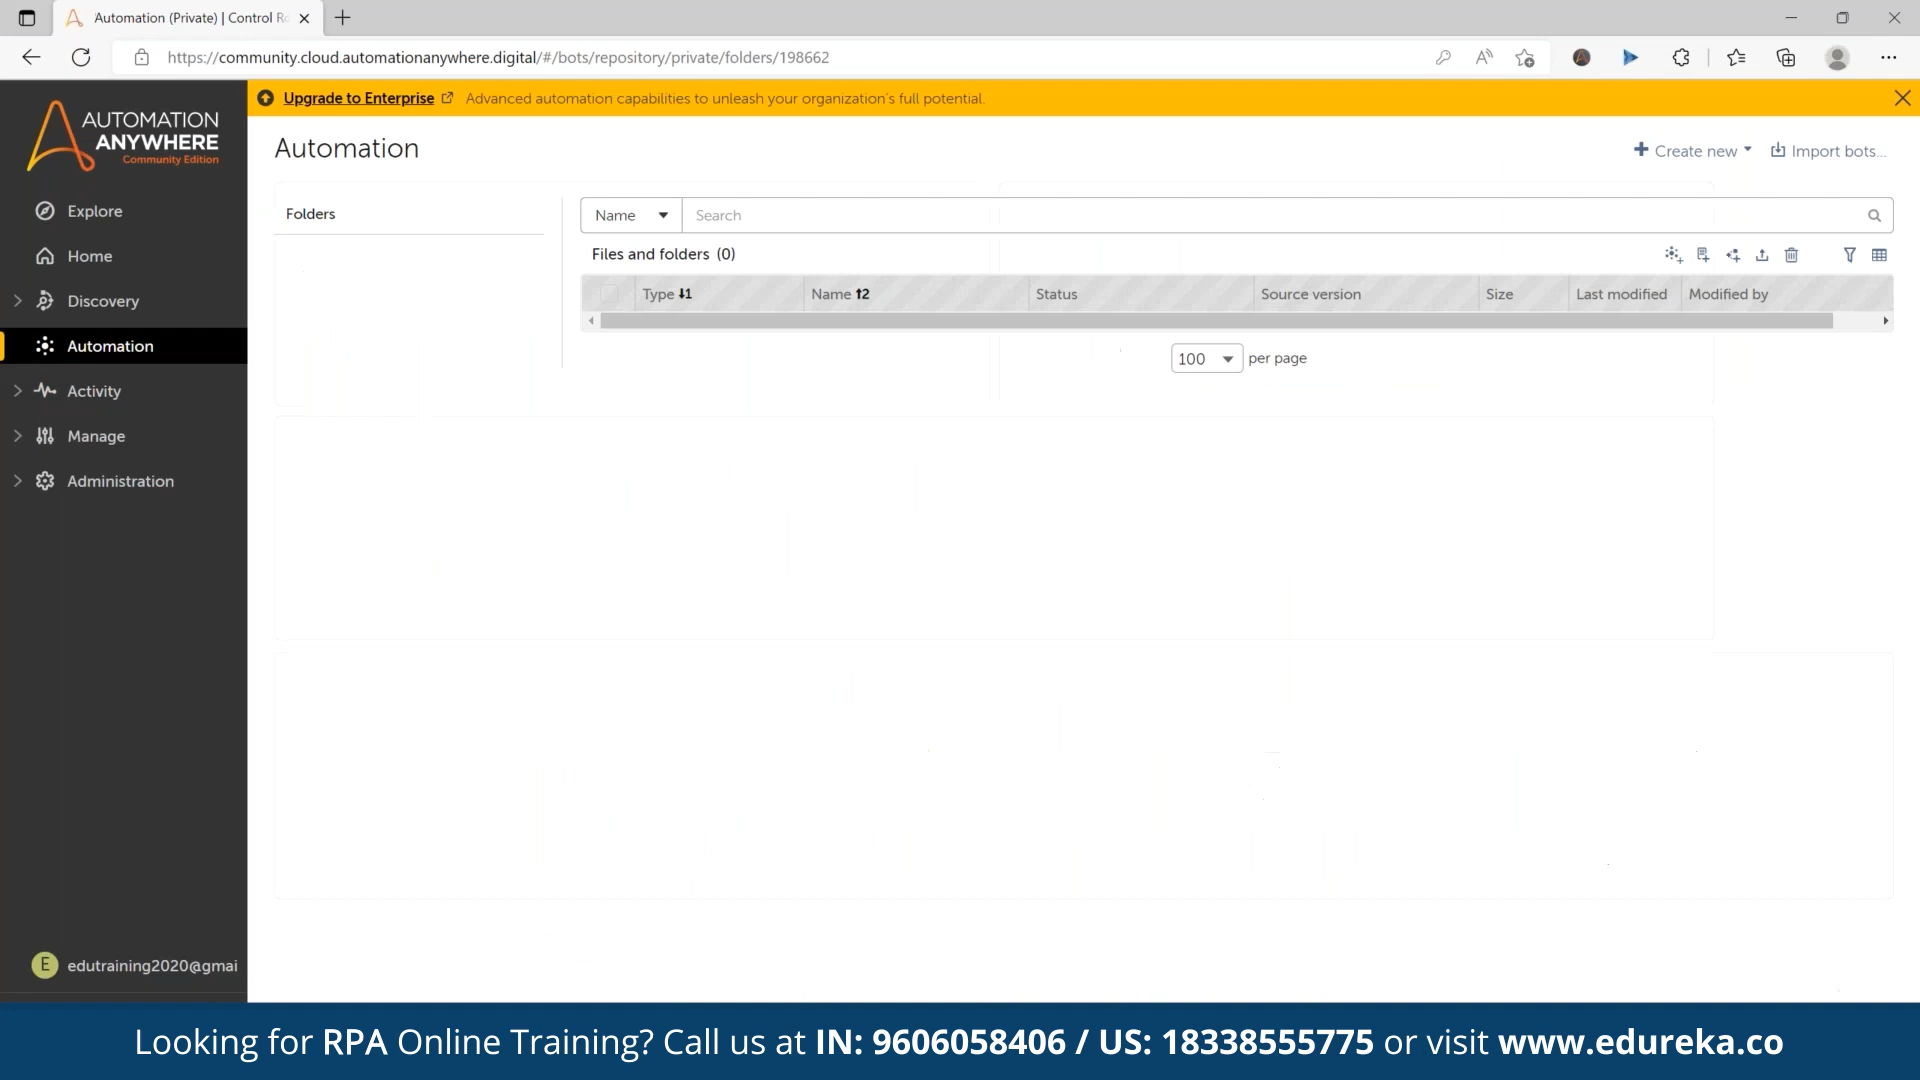 Automation (Private) | Control Ro
https://community.cloud.automationanywhere.digital/#/bots/repository/private/folders/198662
AUTOMATION
ANYWHERE
Community Edition
Upgrade to Enterprise Advanced automation capabilities to unleash your organization's full potential.
Automation
Create new
Import bots...
Explore
Home
Discovery
Automation
Activity
Manage
Administration
Folders
Name
Search
Files and folders (0)
Type 1 Name 2 Status Source version Size Last modified Modified by
100 per page
E edutraining2020@gmai
Looking for RPA Online Training? Call us at IN: 9606058406 / US: 18338555775 or visit www.edureka.co